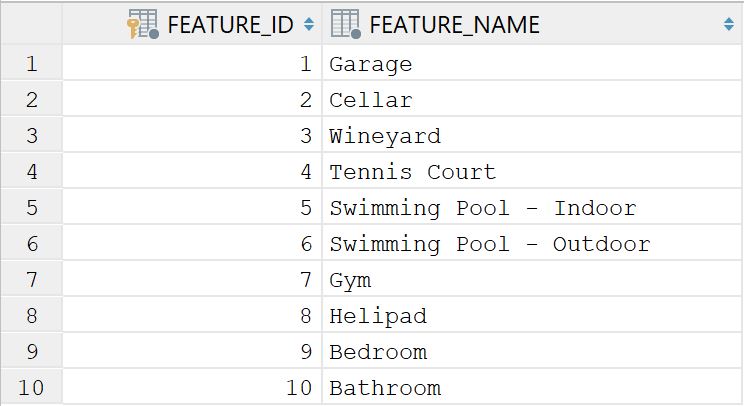 FEATURE_ID FEATURE_NAME
1 1 Garage
2 2 Cellar
3 3 Wineyard
4 4 Tennis Court
5 5 Swimming Pool - Indoor
6 6 Swimming Pool - Outdoor
7 7 Gym
8 8 Helipad
9 9 Bedroom
10 10 Bathroom